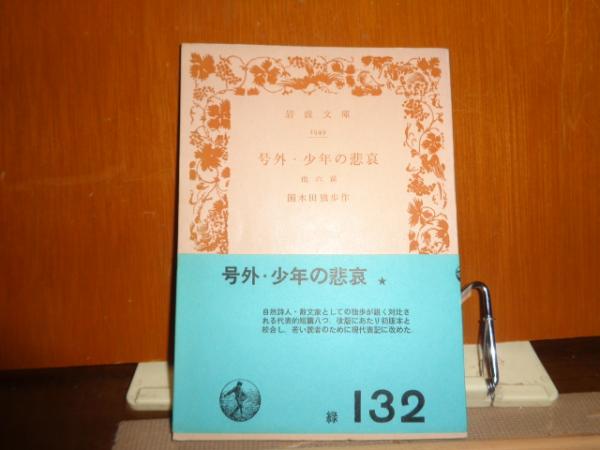 岩波文庫
1949
号外・少年の悲哀
他六篇
国木田独歩作
号外・少年の悲哀 ★
自然詩人・散文家としての独歩が鋭く対比さ
れる代表的短篇八つ.改版にあたり初版本と
校合し,若い読者のために現代表記に改めた.
緑 132